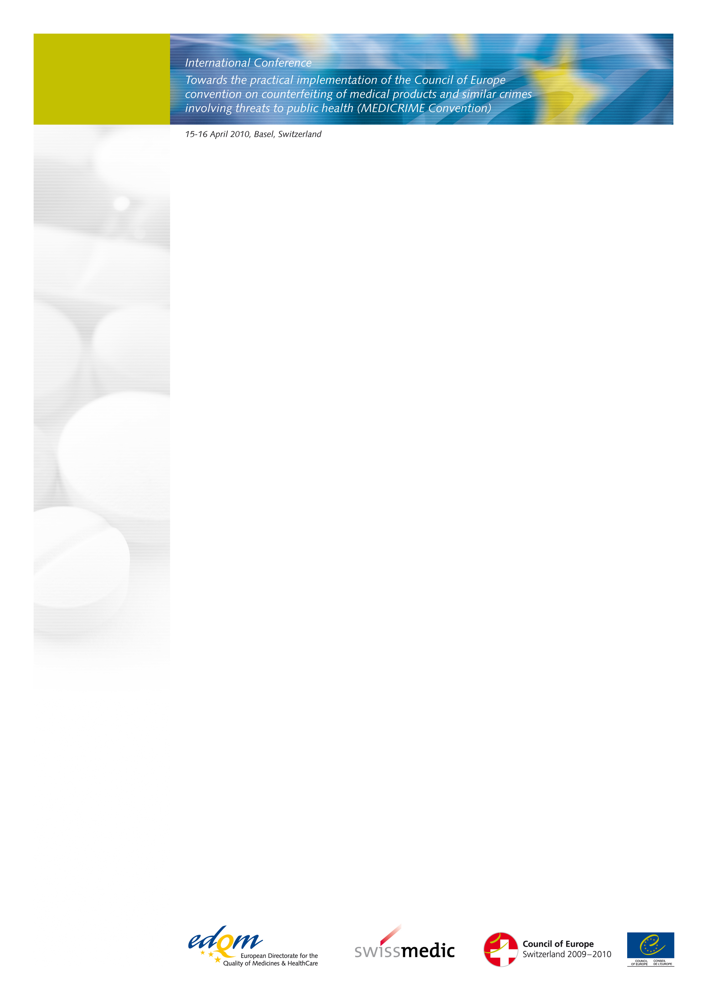 International Conference
Towards the practical implementation of the Council of Europe
convention on counterfeiting of medical products and similar crimes
involving threats to public health (MEDICRIME Convention)
15-16 April 2010, Basel, Switzerland
edQm
European Directorate for the
Quality of Medicines & HealthCare
swissmedic
Council of Europe
Switzerland 2009–2010
COUNCIL CONSEIL
OF EUROPE DE L'EUROPE